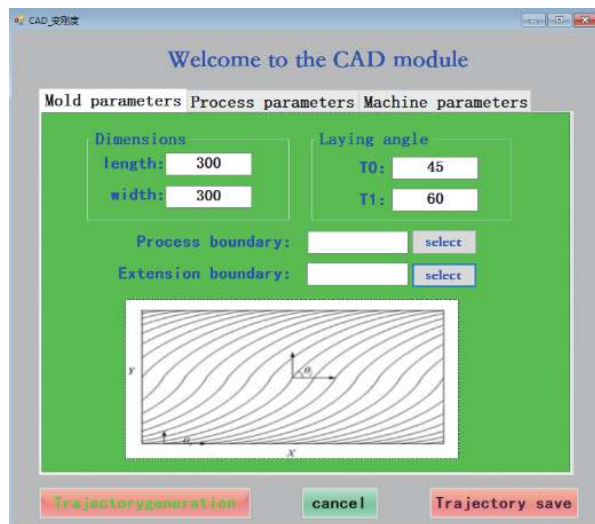 CAD_变刚度
Welcome to the CAD module
Mold parameters Process parameters Machine parameters
Dimensions
length: 300
width: 300
Laying angle
T0: 45
T1: 60
Process boundary: select
Extension boundary: select
Y
θ
θ
X
Trajectorygeneration cancel Trajectory save